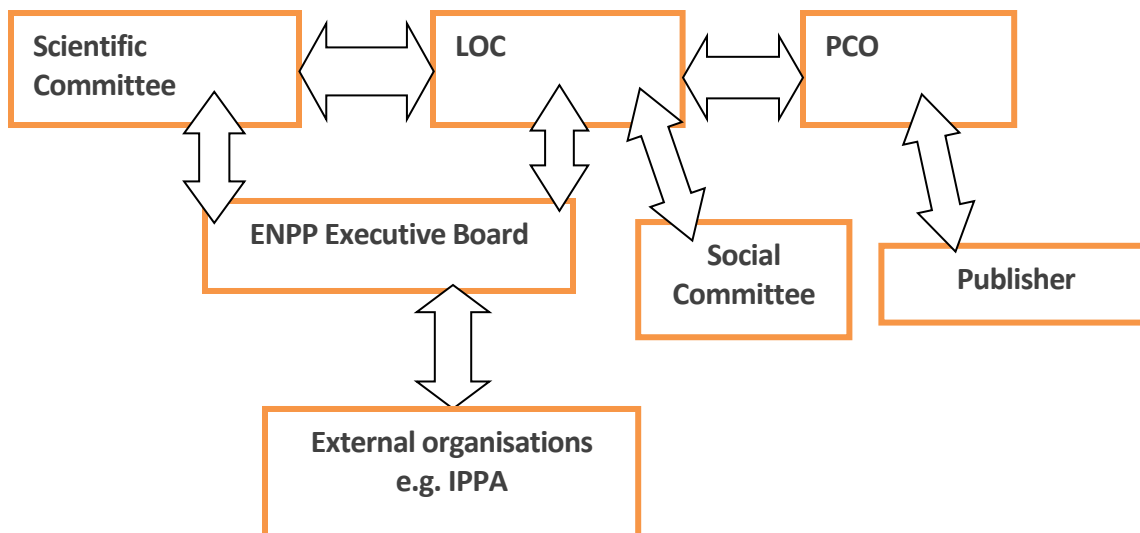 Scientific
Committee
LOC
PCO
ENPP Executive Board
Social
Committee
Publisher
External organisations
e.g. IPPA